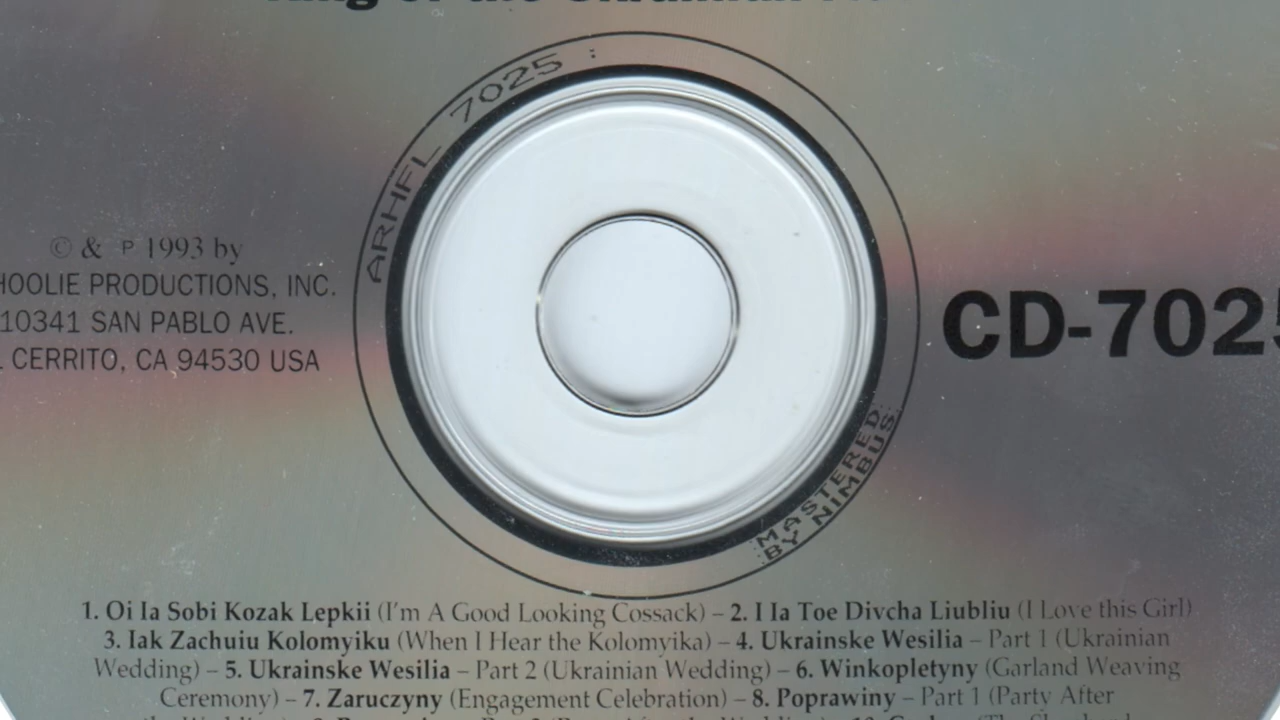 of the
ARHFL 7025 :
© & ℗ 1993 by
HOOLIE PRODUCTIONS, INC.
10341 SAN PABLO AVE.
CERRITO, CA 94530 USA
CD-7025
MASTERED
BY NIMBUS
1. Oi Ia Sobi Kozak Lepkii (I'm A Good Looking Cossack) – 2. I Ia Toe Divcha Liubliu (I Love this Girl)
3. Iak Zachuiu Kolomyiku (When I Hear the Kolomyika) – 4. Ukrainske Wesilia – Part 1 (Ukrainian
Wedding) – 5. Ukrainske Wesilia – Part 2 (Ukrainian Wedding) – 6. Winkopletyny (Garland Weaving
Ceremony) – 7. Zaruczyny (Engagement Celebration) – 8. Poprawiny – Part 1 (Party After